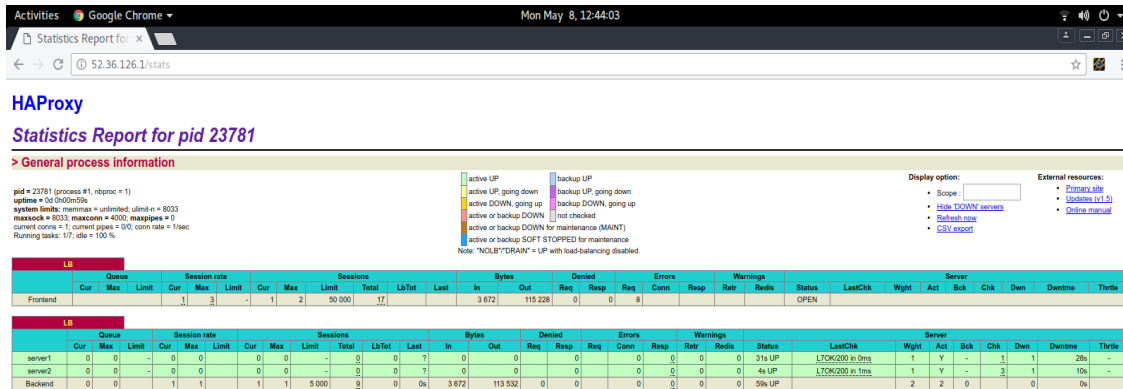 Activities Google Chrome Mon May 8, 12:44:03
Statistics Report for ×
52.36.126.1/stats
HAProxy
Statistics Report for pid 23781
> General process information
pid = 23781 (process #1, nbproc = 1)
uptime = 0d 0h00m59s
system limits: memmax = unlimited; ulimit-n = 8033
maxsock = 8033; maxconn = 4000; maxpipes = 0
current conns = 1; current pipes = 0/0; conn rate = 1/sec
Running tasks: 1/7; idle = 100 %
active UP backup UP
active UP, going down backup UP, going down
active DOWN, going up backup DOWN, going up
active or backup DOWN not checked
active or backup DOWN for maintenance (MAINT)
active or backup SOFT STOPPED for maintenance
Note: "NOLB"/"DRAIN" = UP with load-balancing disabled.
Display option:
Scope :
Hide 'DOWN' servers
Refresh now
CSV export
External resources:
Primary site
Updates (v1.5)
Online manual
LB
Queue Session rate Sessions Bytes Denied Errors Warnings Server
Cur Max Limit Cur Max Limit Cur Max Limit Total LbTot Last In Out Req Resp Req Conn Resp Retr Redis Status LastChk Wght Act Bck Chk Dwn Dwntme Thrtle
Frontend 1 3 - 1 2 50 000 17 3 672 115 228 0 0 8 OPEN
LB
Queue Session rate Sessions Bytes Denied Errors Warnings Server
Cur Max Limit Cur Max Limit Cur Max Limit Total LbTot Last In Out Req Resp Req Conn Resp Retr Redis Status LastChk Wght Act Bck Chk Dwn Dwntme Thrtle
server1 0 0 - 0 0 0 0 - 0 0 ? 0 0 0 0 0 0 0 31s UP L7OK/200 in 0ms 1 Y - 1 1 28s -
server2 0 0 - 0 0 0 0 - 0 0 ? 0 0 0 0 0 0 0 4s UP L7OK/200 in 1ms 1 Y - 3 1 10s -
Backend 0 0 1 1 1 1 5 000 9 0 0s 3 672 113 532 0 0 0 0 0 0 59s UP 2 2 0 0 0s